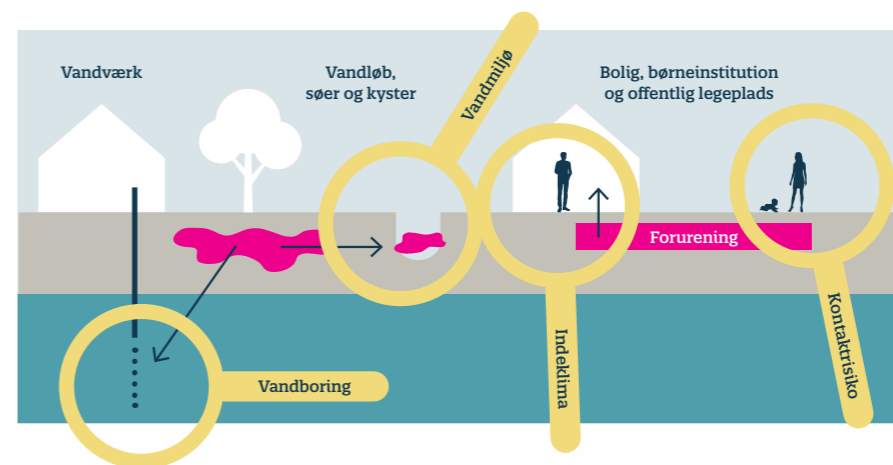 Vandværk
Vandløb,
søer og kyster
Vandmiljø
Bolig, børneinstitution
og offentlig legeplads
Forurening
Vandboring
Indeklima
Kontaktrisiko